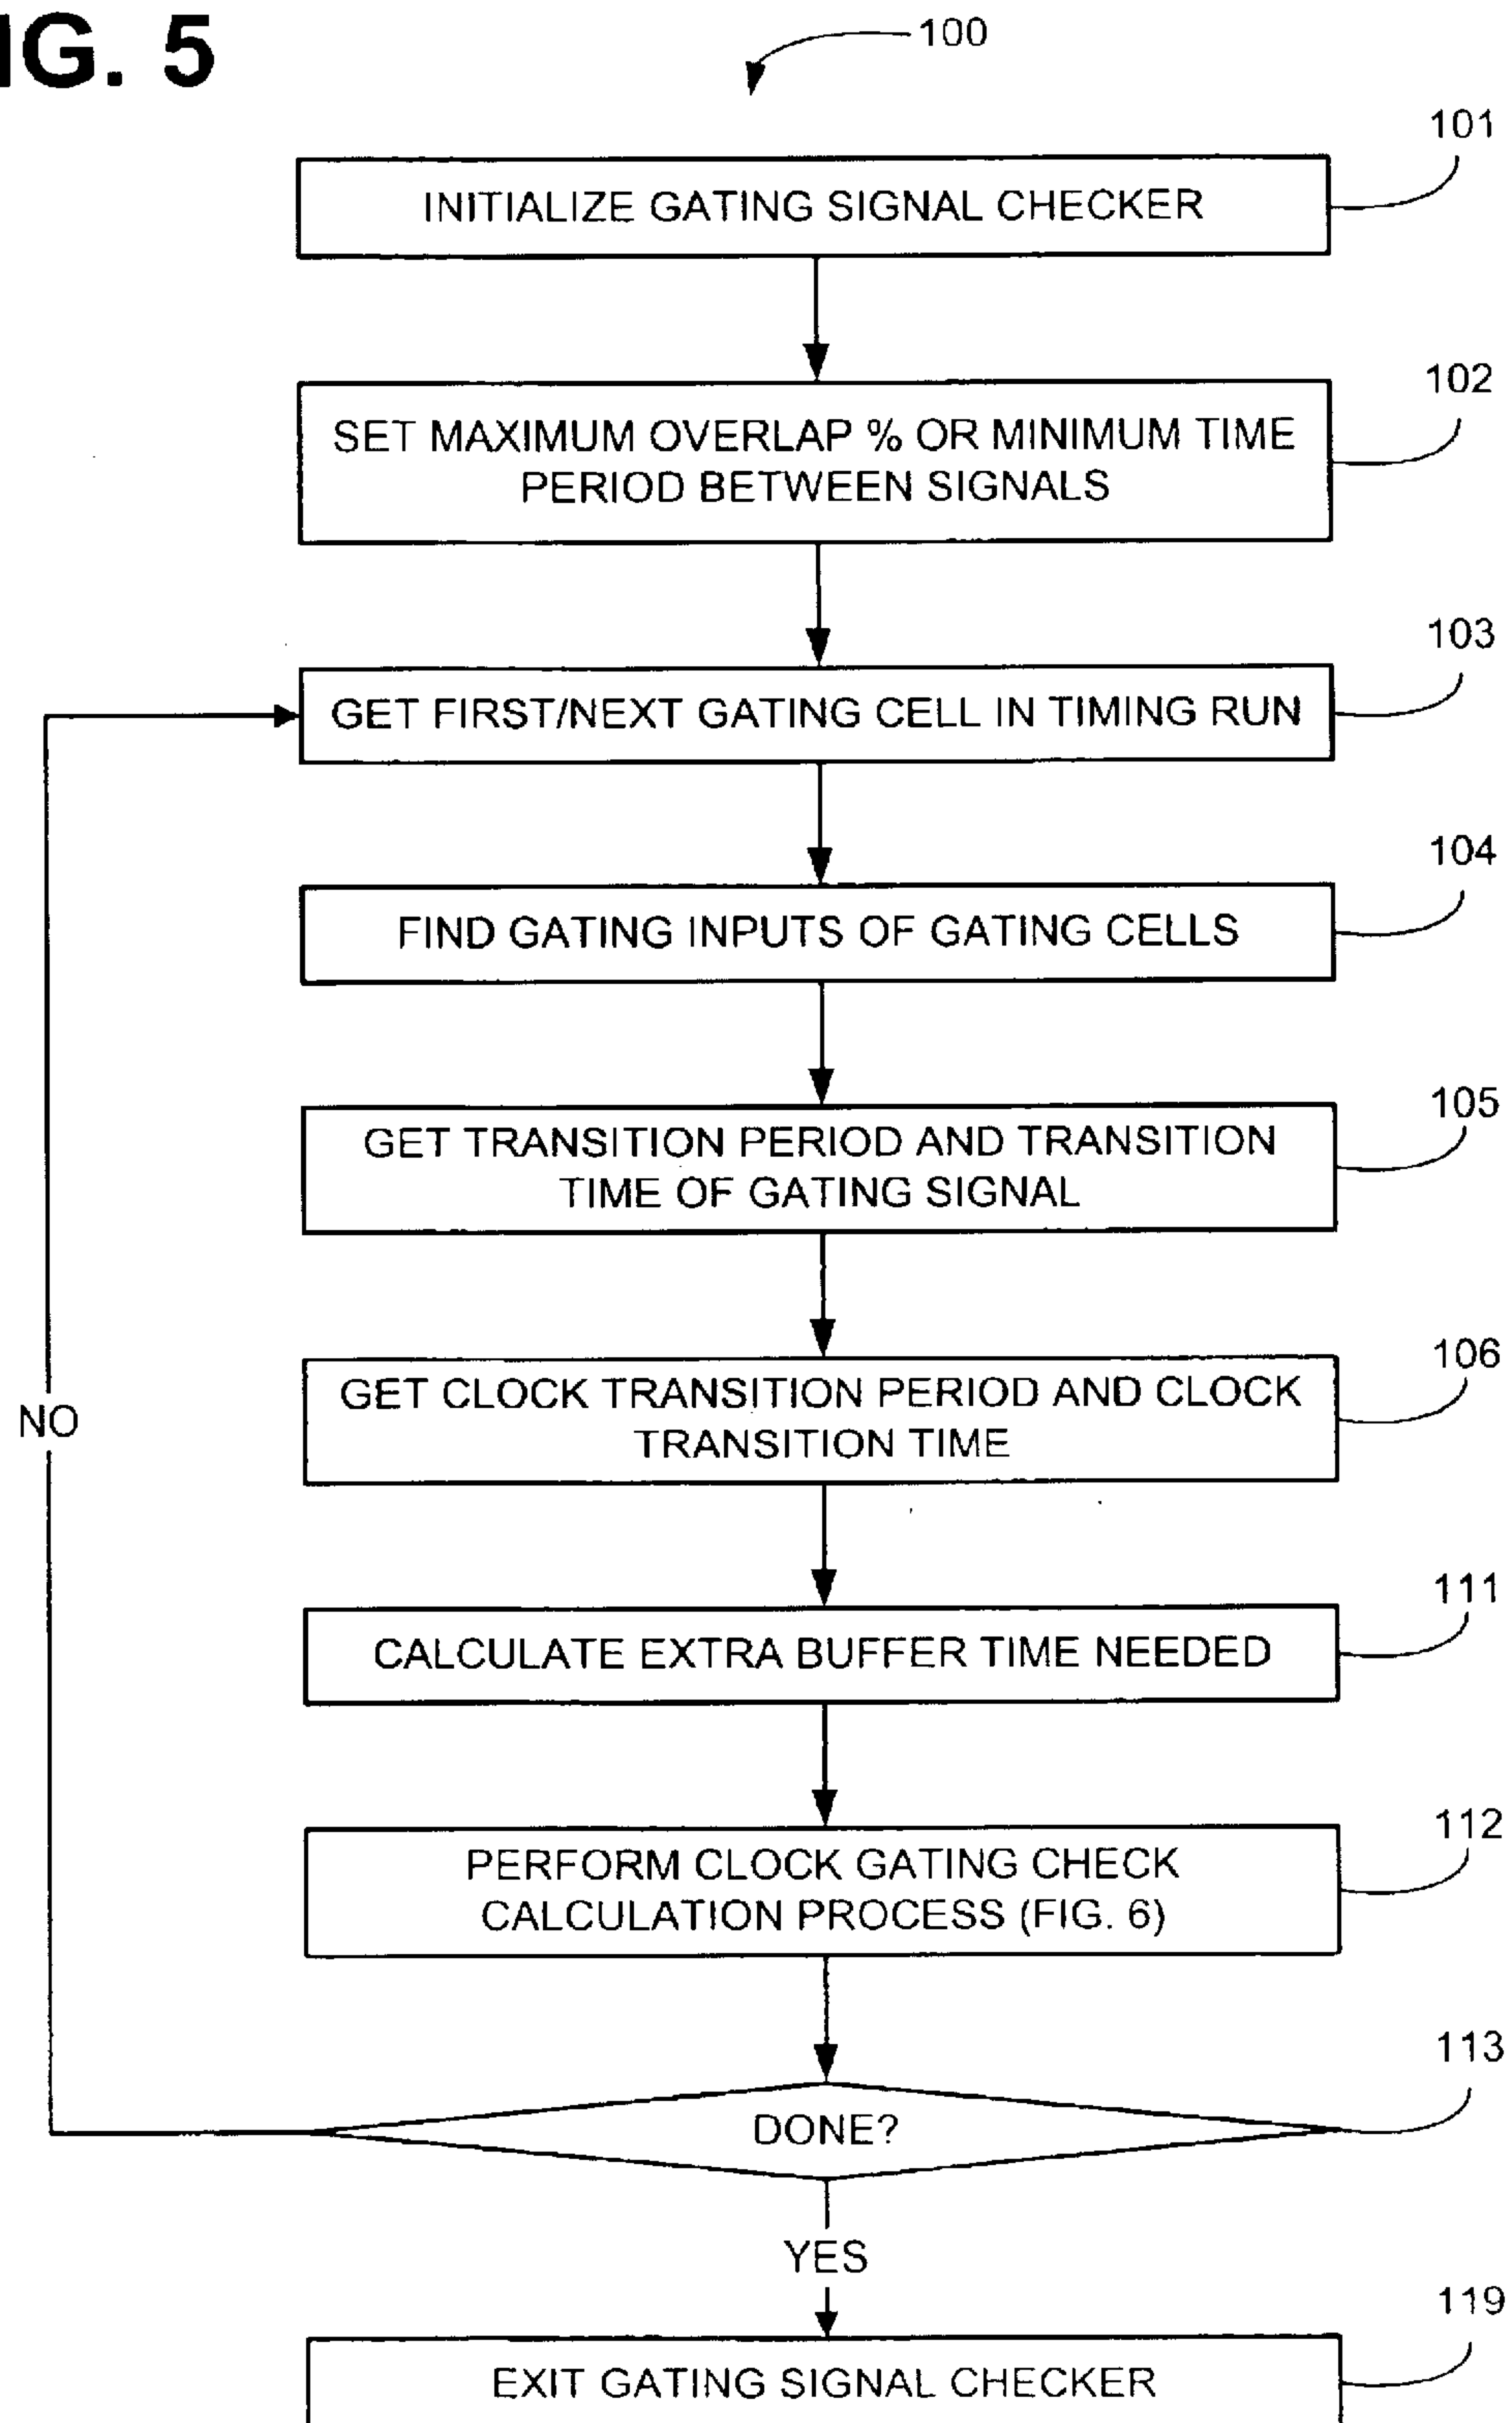 IG. 5
100
101
INITIALIZE GATING SIGNAL CHECKER
102
SET MAXIMUM OVERLAP % OR MINIMUM TIME
PERIOD BETWEEN SIGNALS
103
GET FIRST/NEXT GATING CELL IN TIMING RUN
104
FIND GATING INPUTS OF GATING CELLS
105
GET TRANSITION PERIOD AND TRANSITION
TIME OF GATING SIGNAL
106
GET CLOCK TRANSITION PERIOD AND CLOCK
TRANSITION TIME
NO
111
CALCULATE EXTRA BUFFER TIME NEEDED
112
PERFORM CLOCK GATING CHECK
CALCULATION PROCESS (FIG. 6)
113
DONE?
YES
119
EXIT GATING SIGNAL CHECKER